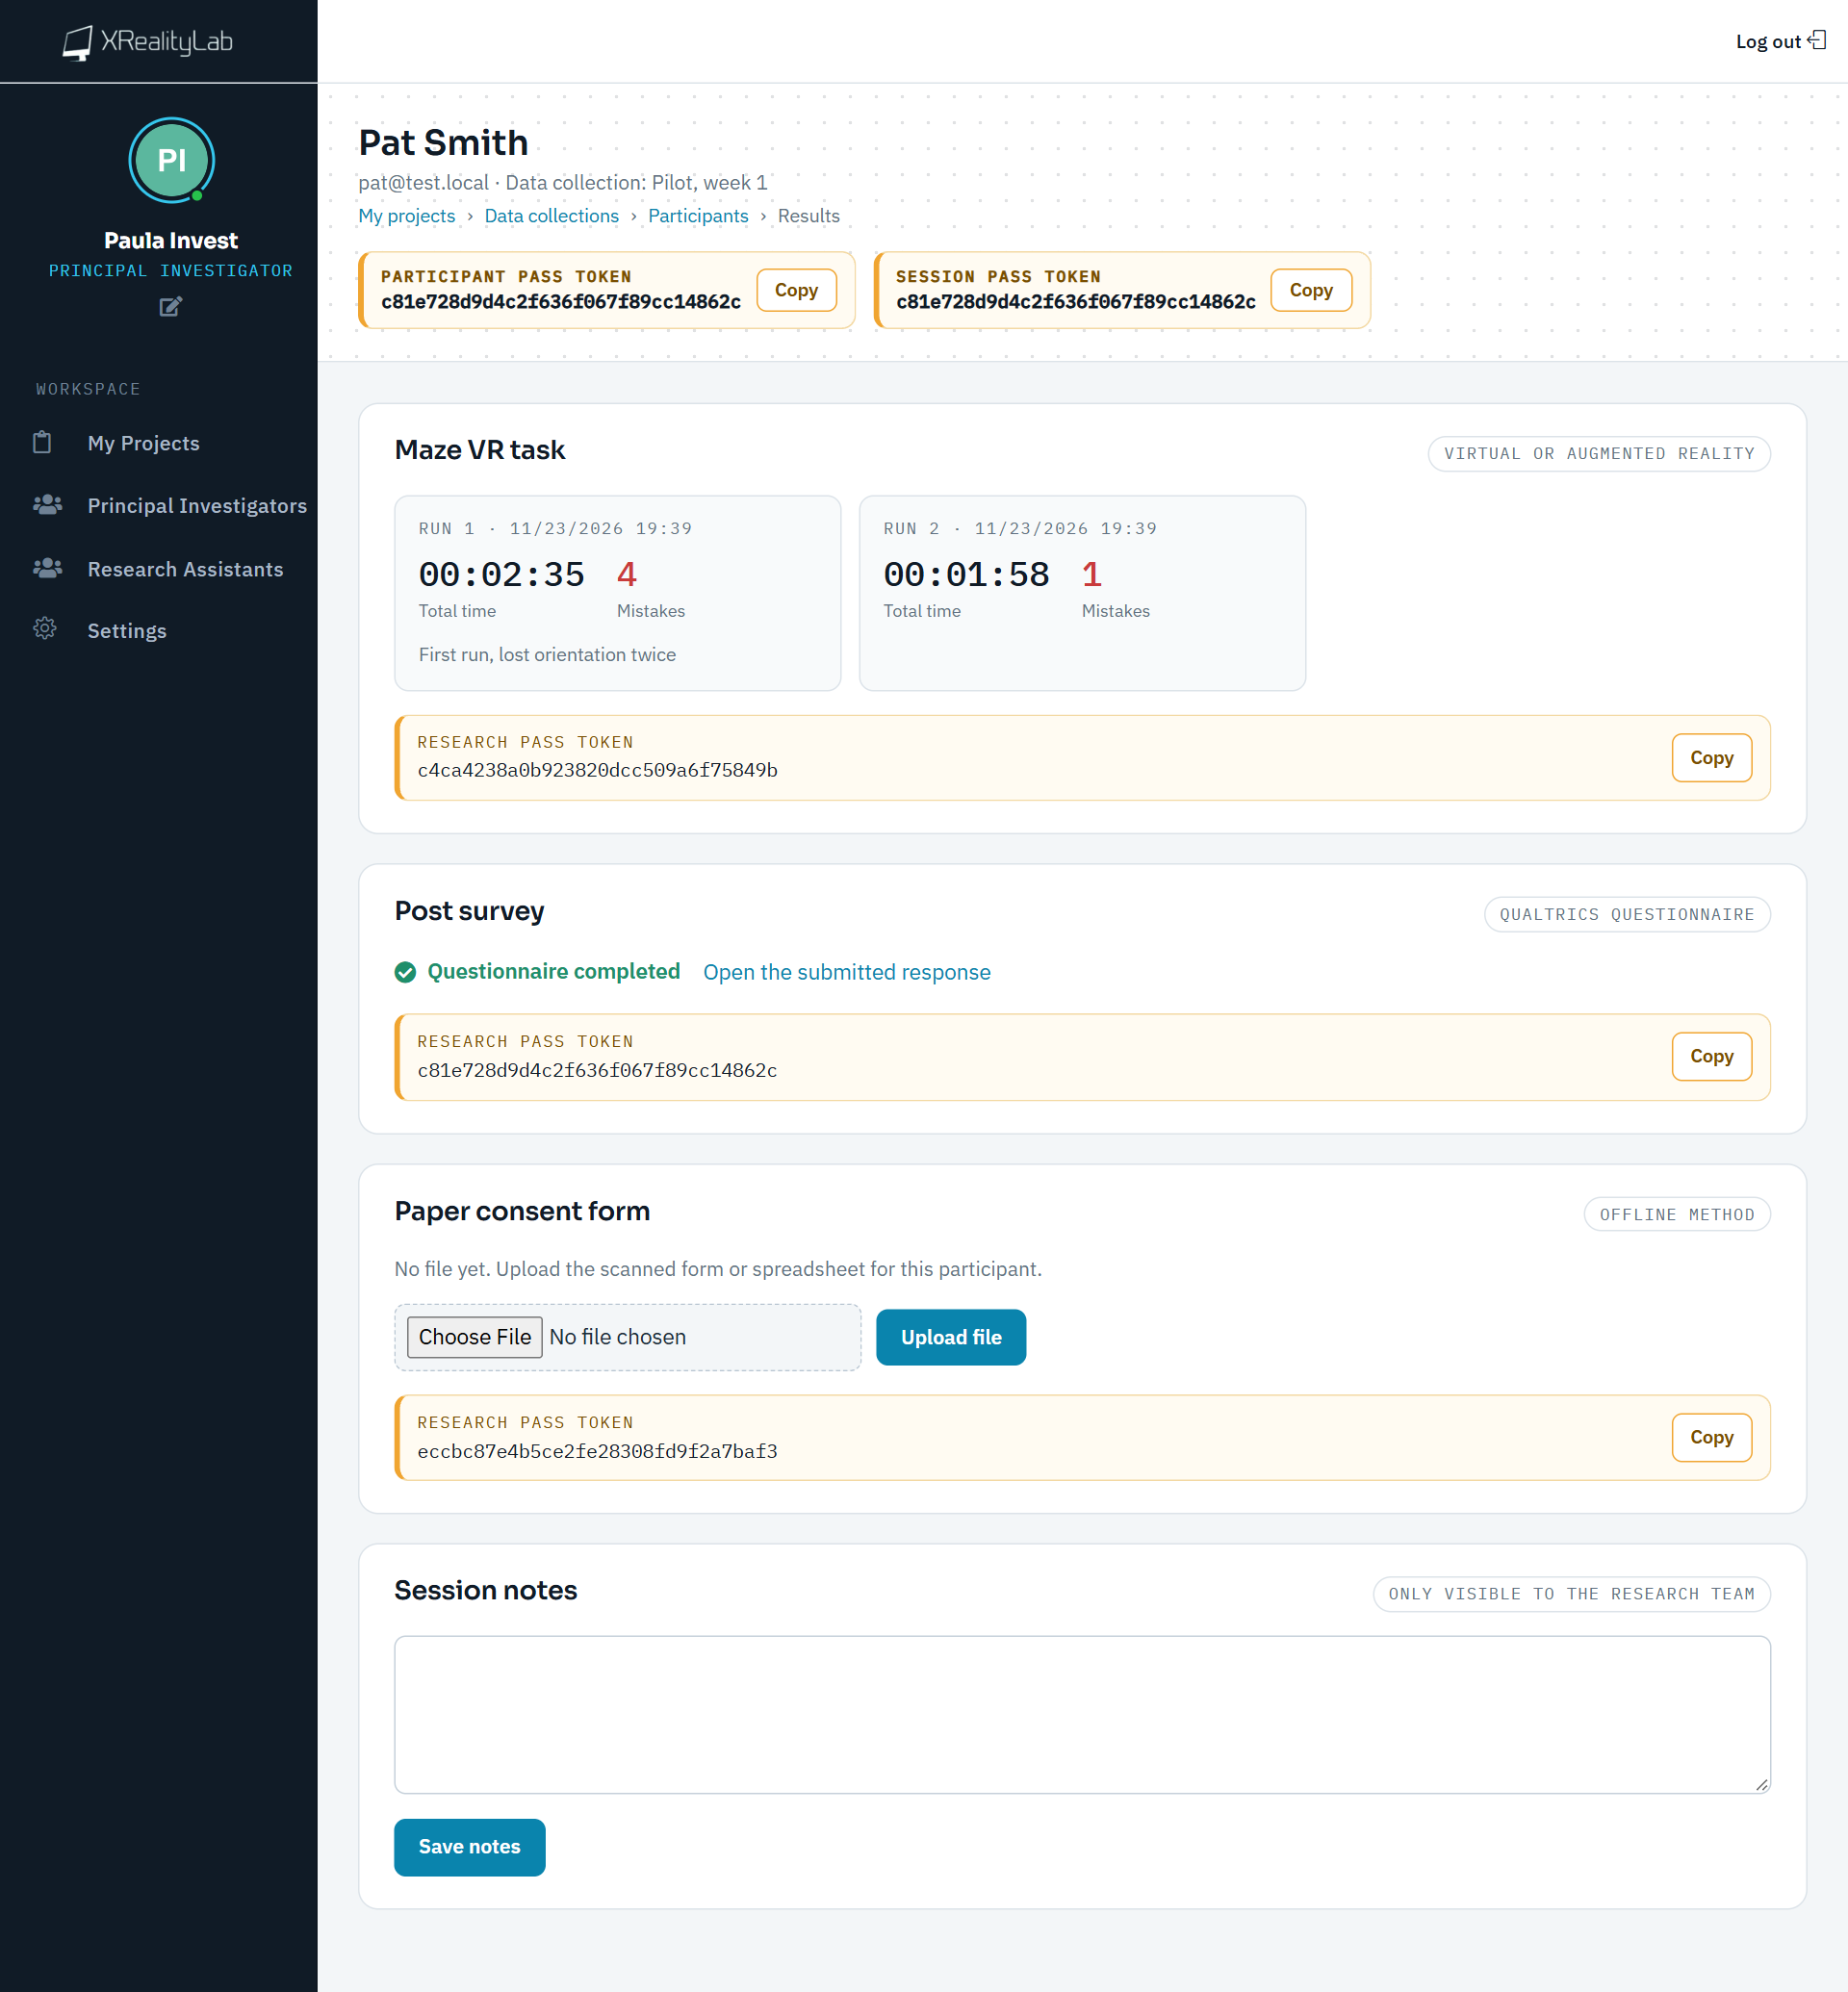 XRealityLab
Log out
PI
Paula Invest
PRINCIPAL INVESTIGATOR
WORKSPACE
My Projects
Principal Investigators
Research Assistants
Settings
Pat Smith
pat@test.local · Data collection: Pilot, week 1
My projects › Data collections › Participants › Results
PARTICIPANT PASS TOKEN
c81e728d9d4c2f636f067f89cc14862c
Copy
SESSION PASS TOKEN
c81e728d9d4c2f636f067f89cc14862c
Copy
Maze VR task
VIRTUAL OR AUGMENTED REALITY
RUN 1 · 11/23/2026 19:39
00:02:35 4
Total time Mistakes
First run, lost orientation twice
RUN 2 · 11/23/2026 19:39
00:01:58 1
Total time Mistakes
RESEARCH PASS TOKEN
c4ca4238a0b923820dcc509a6f75849b
Copy
Post survey
QUALTRICS QUESTIONNAIRE
Questionnaire completed Open the submitted response
RESEARCH PASS TOKEN
c81e728d9d4c2f636f067f89cc14862c
Copy
Paper consent form
OFFLINE METHOD
No file yet. Upload the scanned form or spreadsheet for this participant.
Choose File No file chosen
Upload file
RESEARCH PASS TOKEN
eccbc87e4b5ce2fe28308fd9f2a7baf3
Copy
Session notes
ONLY VISIBLE TO THE RESEARCH TEAM
Save notes